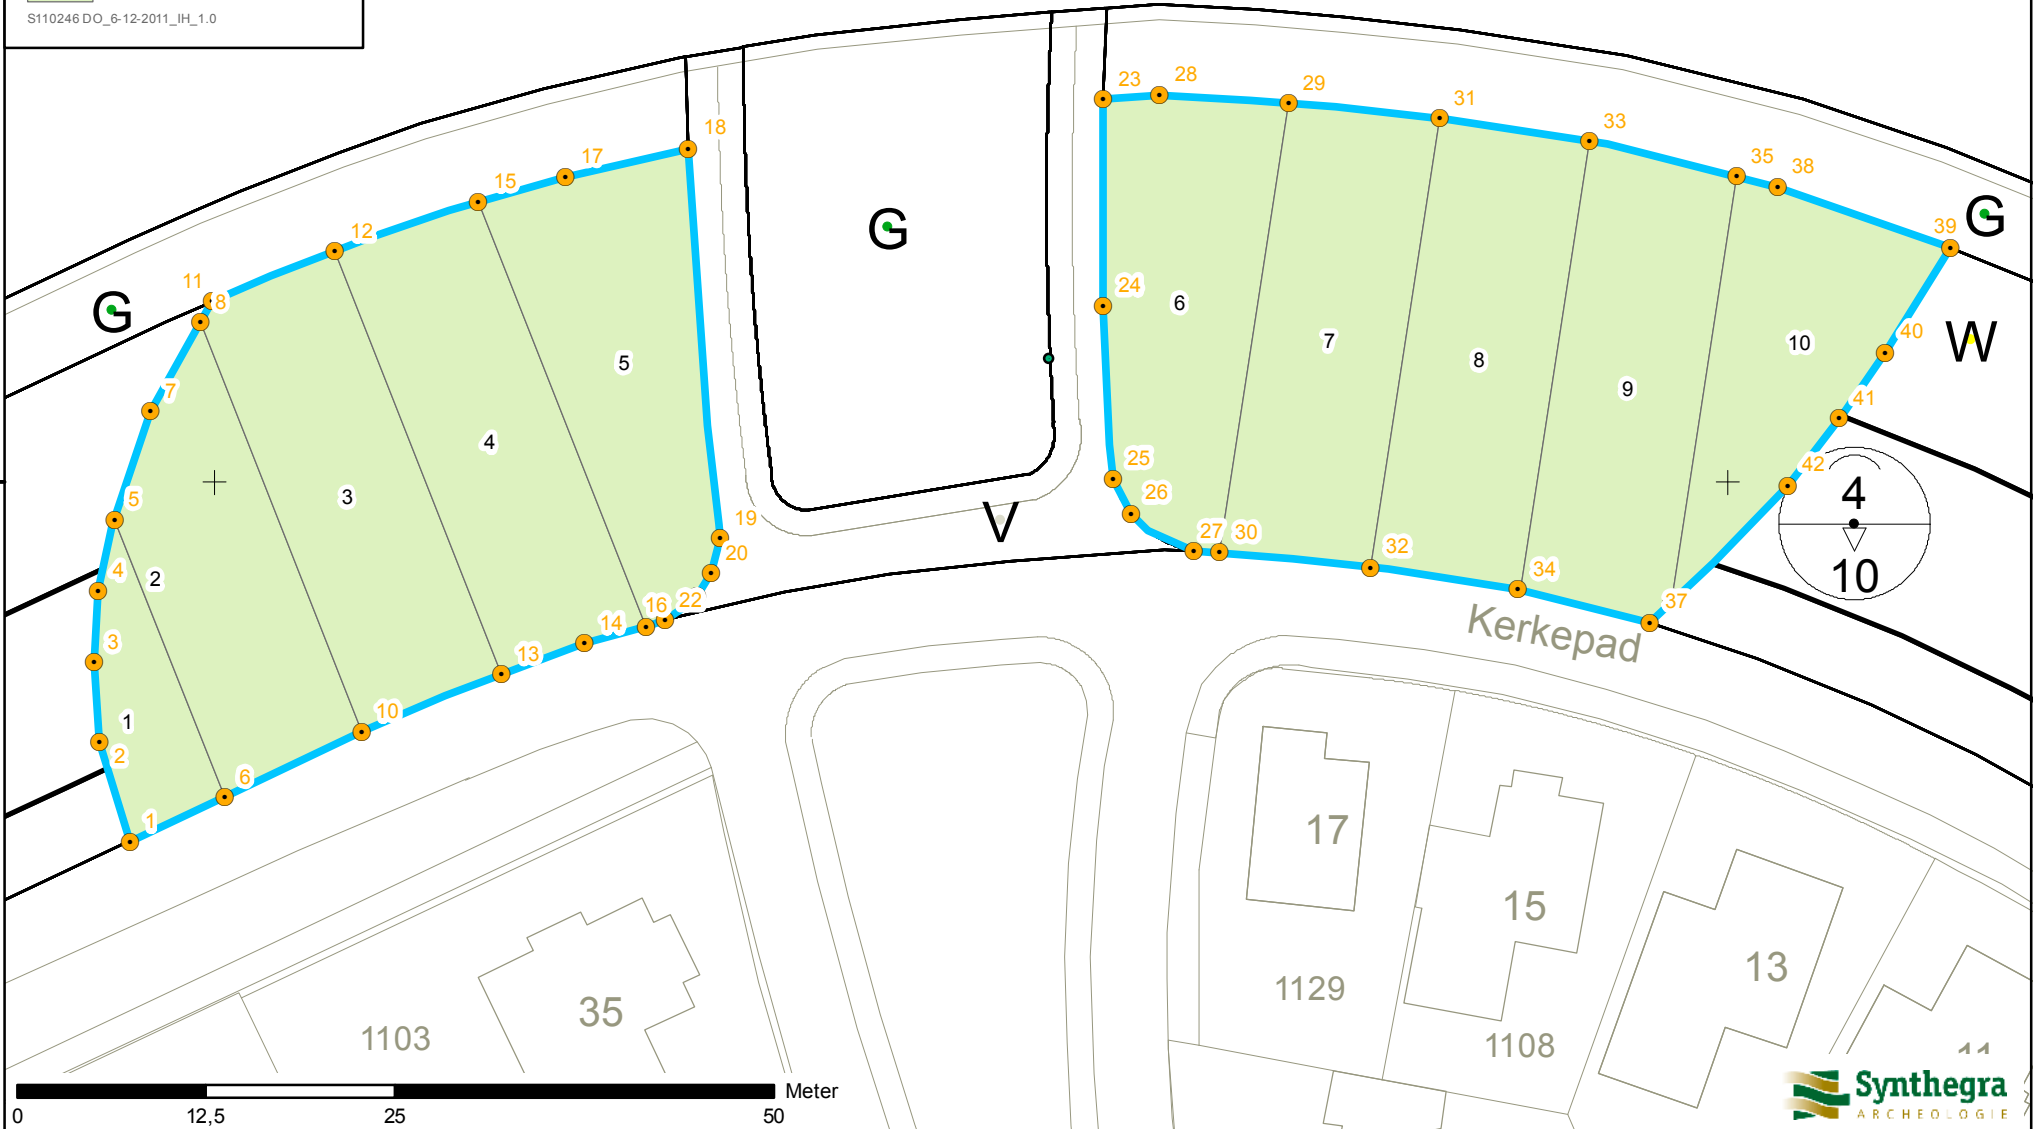 S110246 DO_6-12-2011_IH_1.0
23 28 29 31 33 35 38 39 G
18 17 15 12 11 8 G
G
24 6 7 8 9 10 40 W
5 7 4 3 41
25 26 42 4
5 4 2 3 1 2
19 20 V 27 30 32 34 37 10
16 22 14 13 10 6 1
Kerkepad
17
15
13
35
1129
1103
1108
Meter
0 12,5 25 50
Synthegra
ARCHEOLOGIE